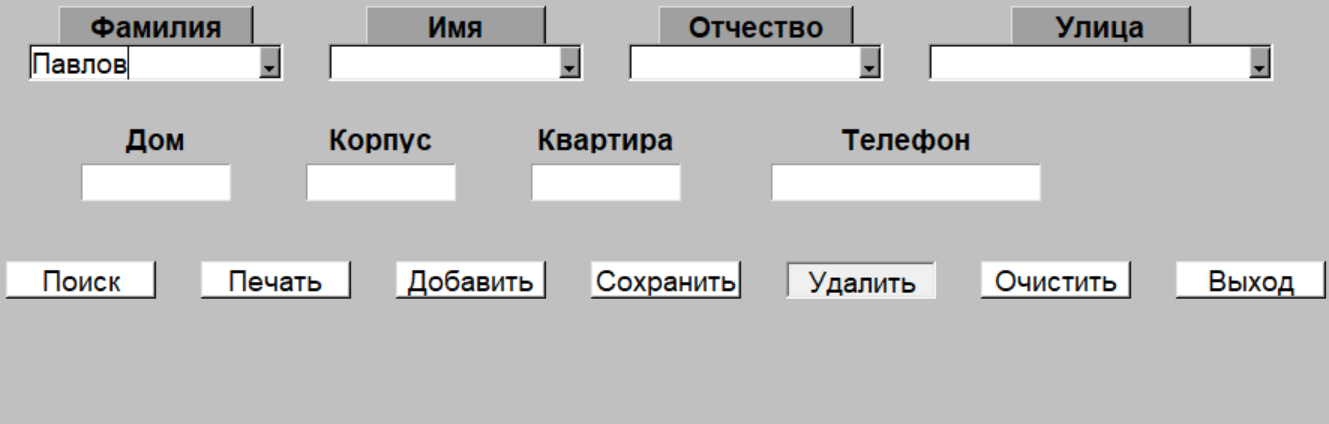 Фамилия Имя Отчество Улица
Павлов
Дом Корпус Квартира Телефон
Поиск Печать Добавить Сохранить Удалить Очистить Выход